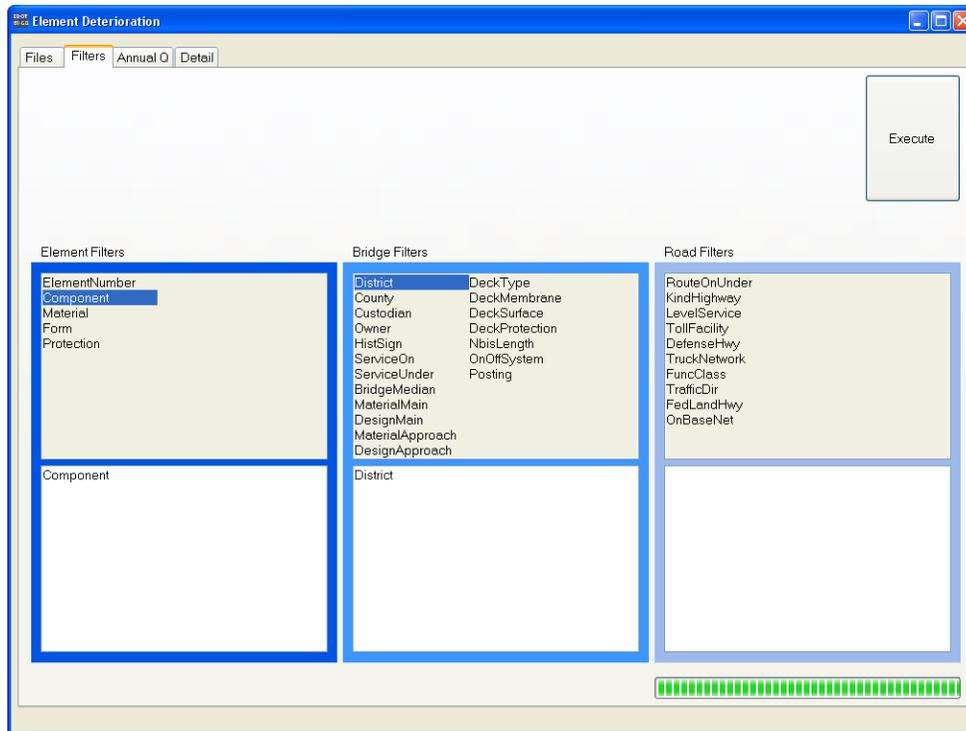 Element Deterioration
Files Filters Annual Q Detail
Execute
Element Filters
ElementNumber
Component
Material
Form
Protection
Component
Bridge Filters
District
County
Custodian
Owner
HistSign
ServiceOn
ServiceUnder
BridgeMedian
MaterialMain
DesignMain
MaterialApproach
DesignApproach
DeckType
DeckMembrane
DeckSurface
DeckProtection
NbisLength
OnOffSystem
Posting
District
Road Filters
RouteOnUnder
KindHighway
LevelService
TollFacility
DefenseHwy
TruckNetwork
FuncClass
TrafficDir
FedLandHwy
OnBaseNet